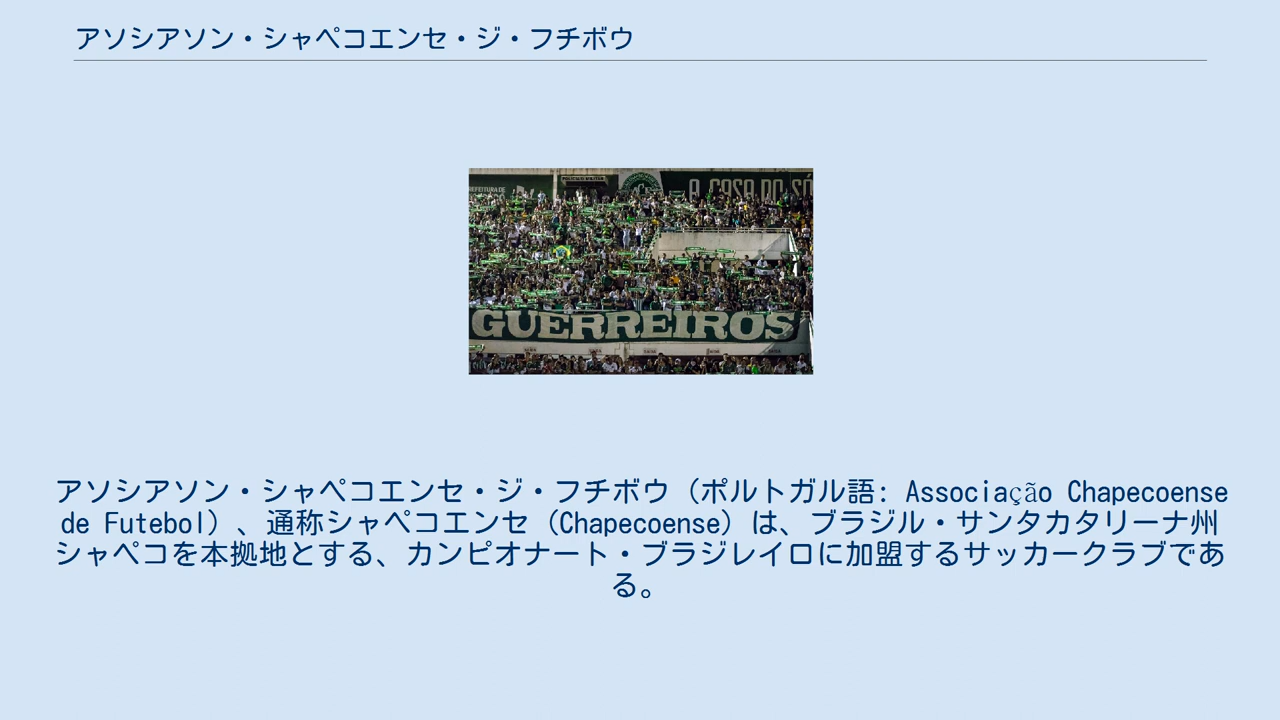 アソシアソン・シャペコエンセ・ジ・フチボウ
A CASA DO SÓ
GUERREIROS
アソシアソン・シャペコエンセ・ジ・フチボウ（ポルトガル語: Associação Chapecoense
de Futebol）、通称シャペコエンセ（Chapecoense）は、ブラジル・サンタカタリーナ州
シャペコを本拠地とする、カンピオナート・ブラジレイロに加盟するサッカークラブであ
る。